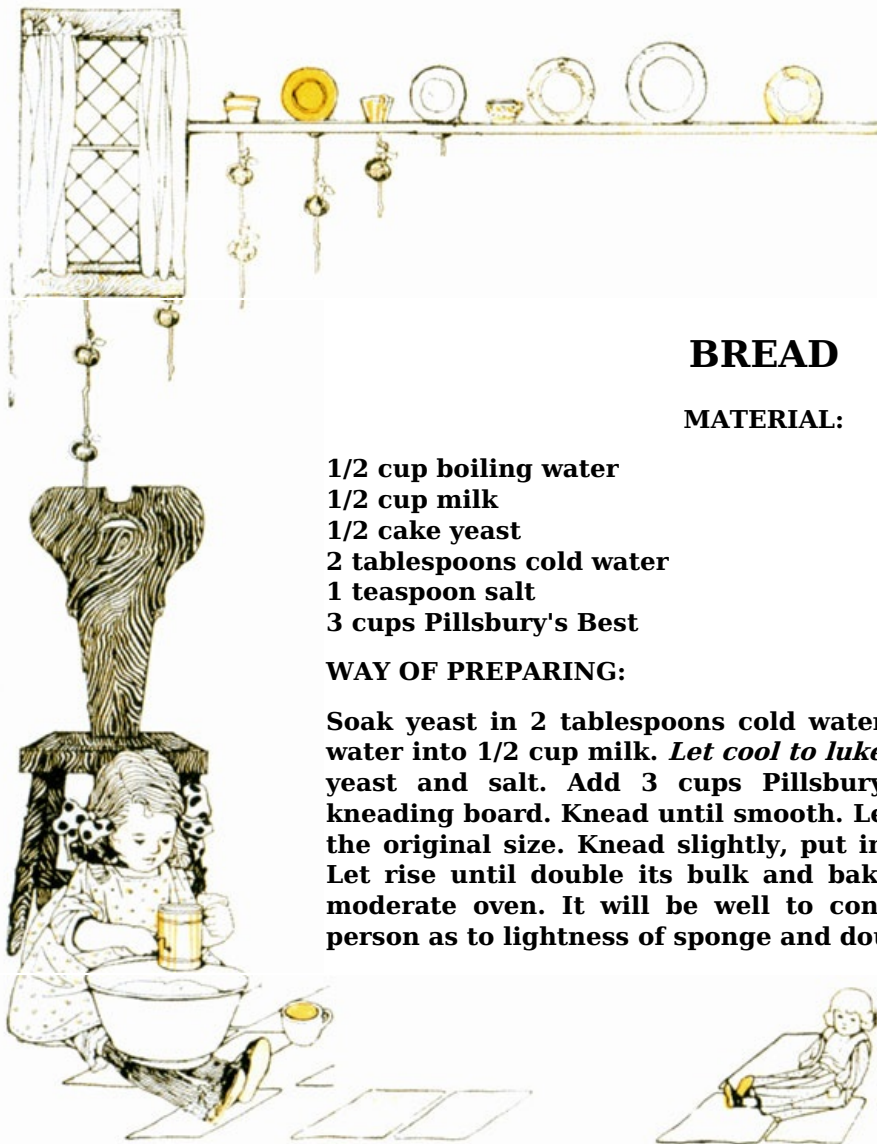 BREAD
MATERIAL:
1/2 cup boiling water
1/2 cup milk
1/2 cake yeast
2 tablespoons cold water
1 teaspoon salt
3 cups Pillsbury's Best
WAY OF PREPARING:
Soak yeast in 2 tablespoons cold water
water into 1/2 cup milk. Let cool to
yeast and salt. Add 3 cups Pillsbury
kneading board. Knead until smooth.
the original size. Knead slightly, put
Let rise until double its bulk and
moderate oven. It will be well to
person as to lightness of sponge and